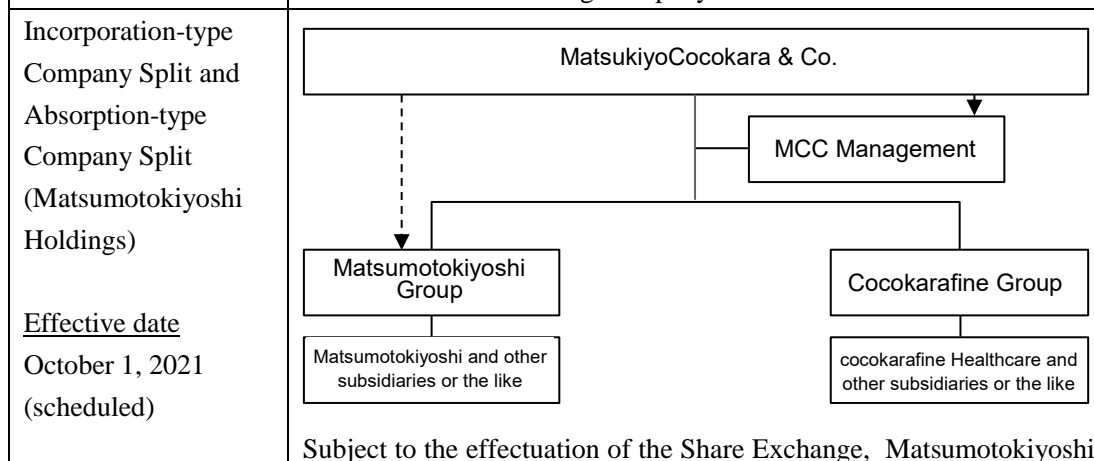 Incorporation-type
Company Split and
Absorption-type
Company Split
(Matsumotokiyoshi
Holdings)
Effective date
October 1, 2021
(scheduled)
MatsukiyoCocokara & Co.
MCC Management
Matsumotokiyoshi
Group
Cocokarafine Group
Matsumotokiyoshi and other
subsidiaries or the like
cocokarafine Healthcare and
other subsidiaries or the like
Subject to the effectuation of the Share Exchange, Matsumotokiyoshi